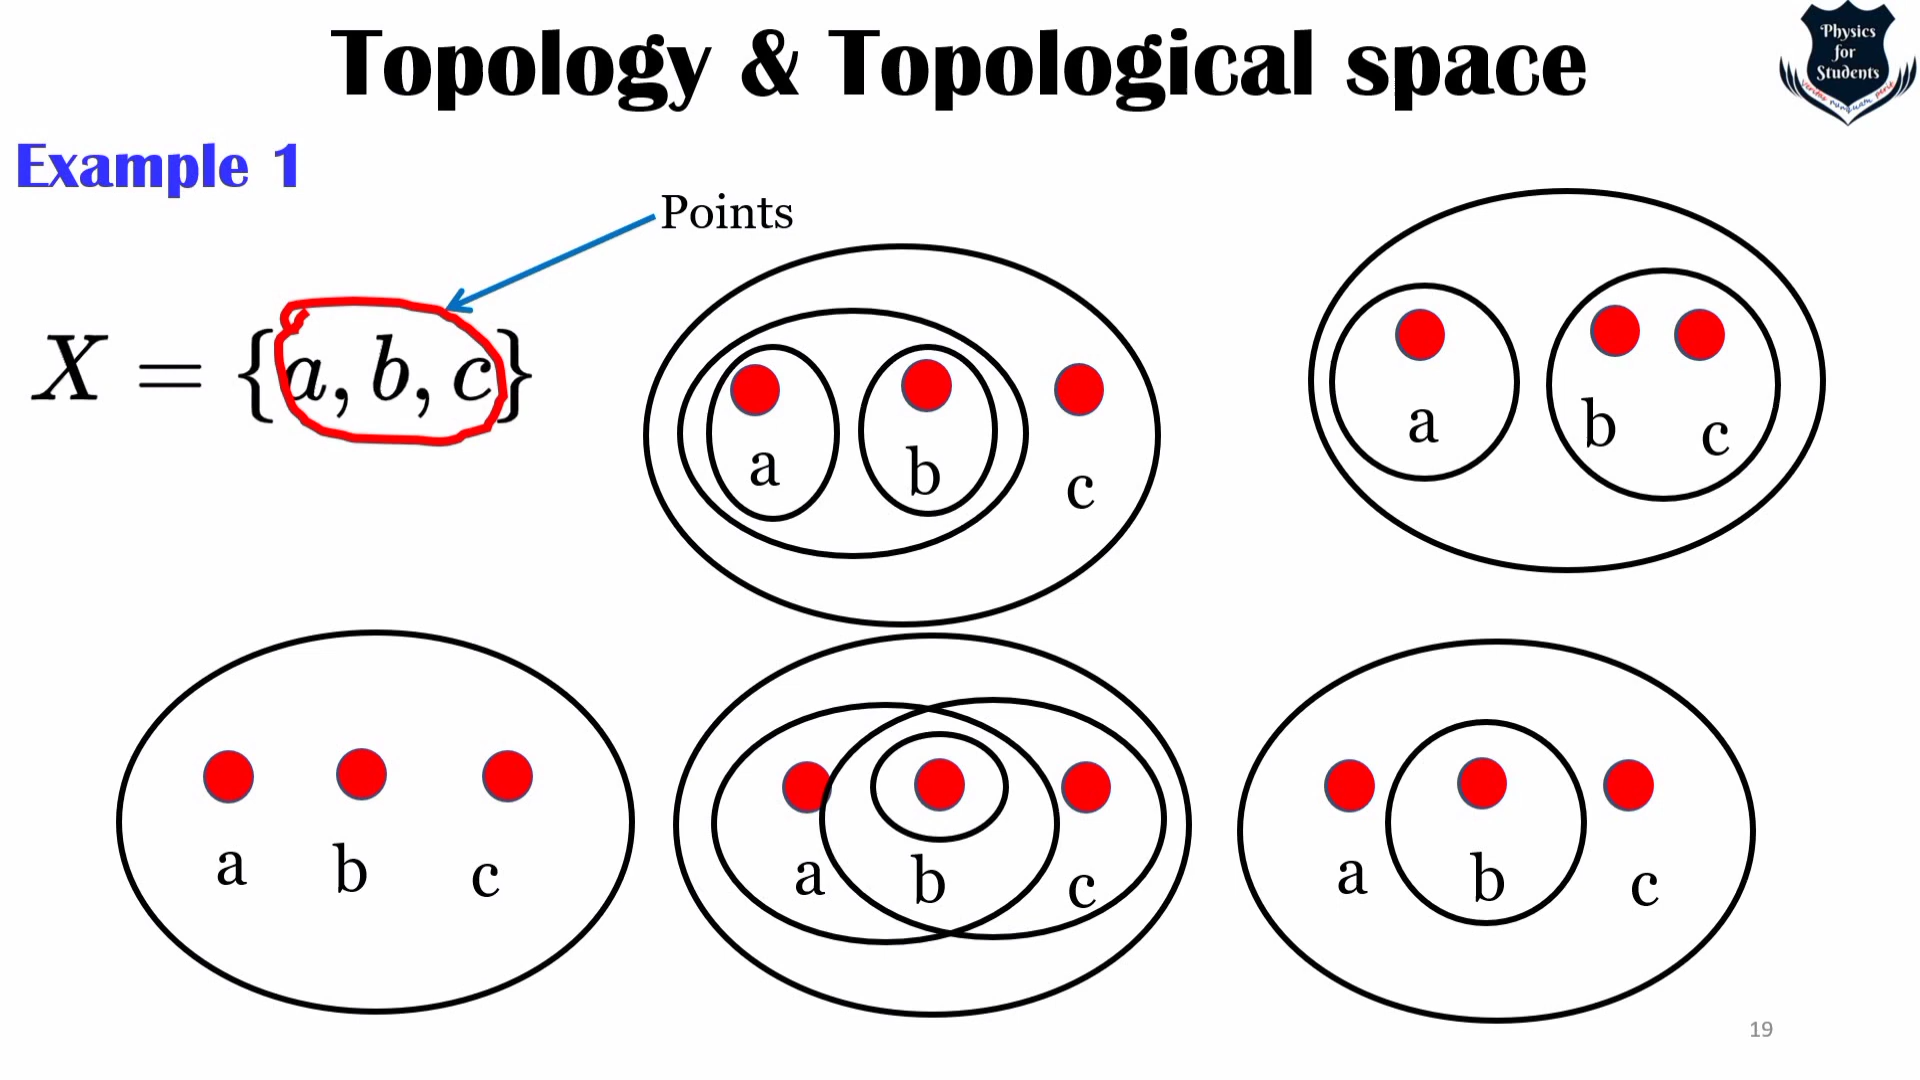 Topology & Topological space
Physics
for
Students
Example 1
Points
X = {a, b, c}
a b c
a b c
a b c
a b c
a b c
19